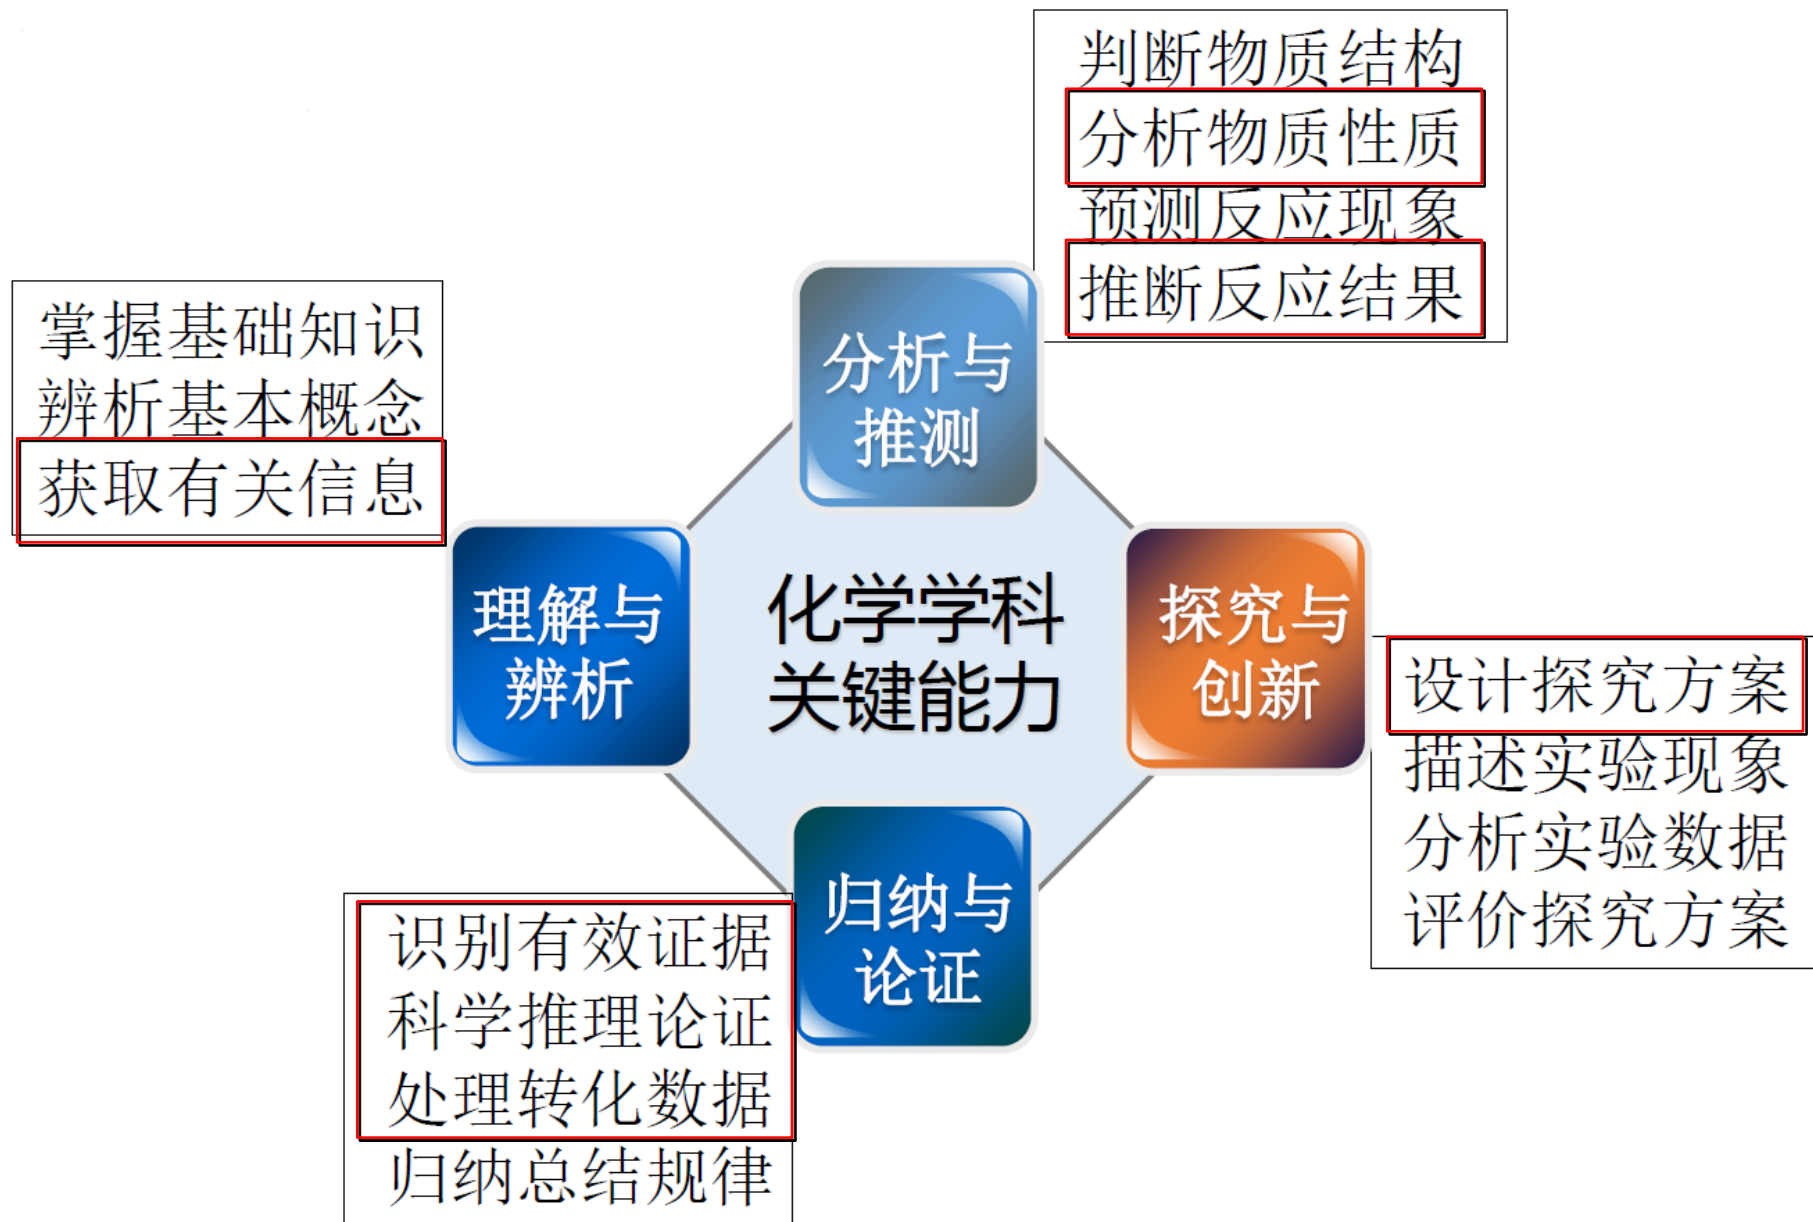 判断物质结构
分析物质性质
预测反应现象
推断反应结果
掌握基础知识
辨析基本概念
获取有关信息
分析与
推测
理解与
辨析
化学学科
关键能力
探究与
创新
设计探究方案
描述实验现象
分析实验数据
评价探究方案
归纳与
论证
识别有效证据
科学推理论证
处理转化数据
归纳总结规律